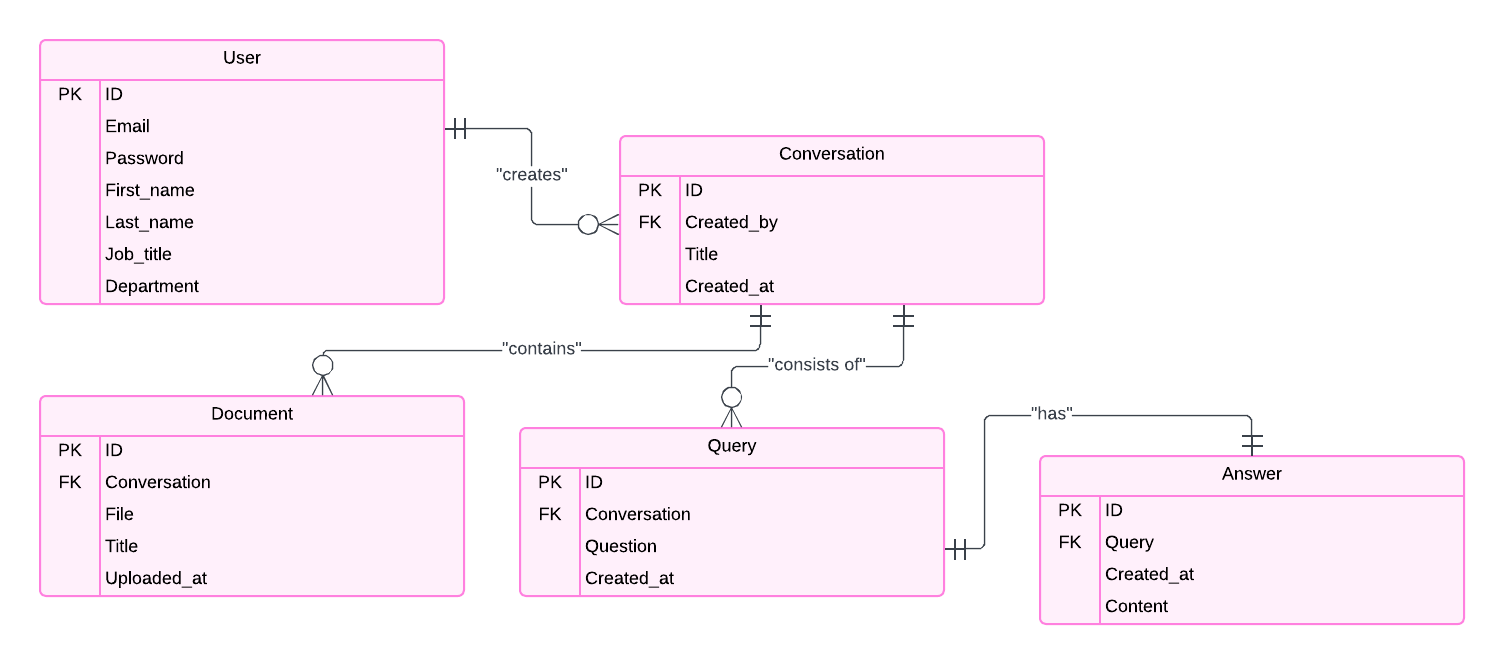 User
PK ID
Email
Password
First_name
Last_name
Job_title
Department
"creates"
Conversation
PK ID
FK Created_by
Title
Created_at
"contains"
"consists of"
Document
PK ID
FK Conversation
File
Title
Uploaded_at
Query
PK ID
FK Conversation
Question
Created_at
"has"
Answer
PK ID
FK Query
Created_at
Content